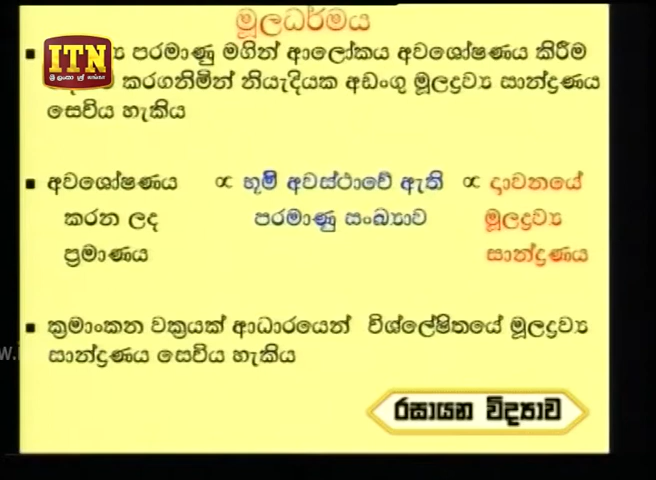 මූලධර්මය
පරමාණු මගින් ආලෝකය අවශෝෂණය කිරීම
ITN
කරගනිමින් නියැදියක අඩංගු මූලද්‍රව්‍ය සාන්ද්‍රණය
සෙවිය හැකිය
අවශෝෂණය ∝ භූමි අවස්ථාවේ ඇති ∝ ද්‍රාවනයේ
කරන ලද පරමාණු සංඛ්‍යාව මූලද්‍රව්‍ය
ප්‍රමාණය සාන්ද්‍රණය
ක්‍රමාංකන වක්‍රයක් ආධාරයෙන් විශ්ලේෂිතයේ මූලද්‍රව්‍ය
සාන්ද්‍රණය සෙවිය හැකිය
රසායන විද්‍යාව